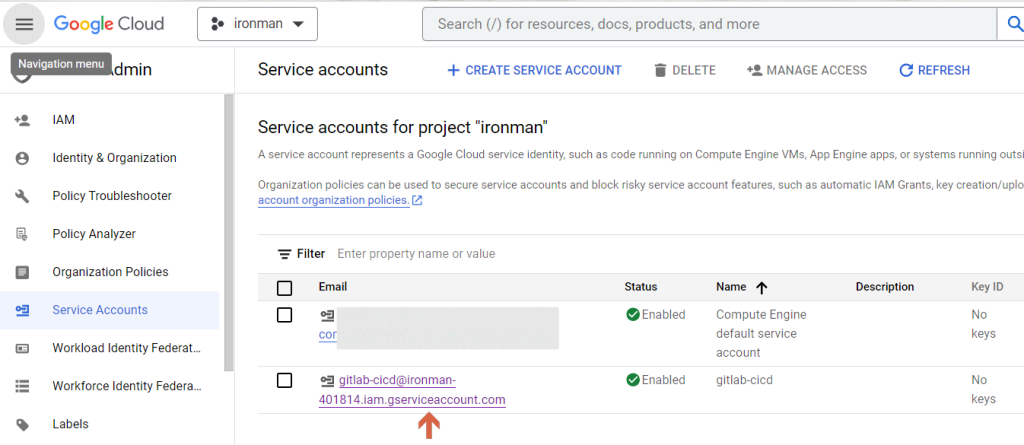 Google Cloud
ironman
Search (/) for resources, docs, products, and more
Navigation menu
dmin
Service accounts
CREATE SERVICE ACCOUNT
DELETE
MANAGE ACCESS
REFRESH
IAM
Identity & Organization
Policy Troubleshooter
Policy Analyzer
Organization Policies
Service Accounts
Workload Identity Federat...
Workforce Identity Federa...
Labels
Service accounts for project "ironman"
A service account represents a Google Cloud service identity, such as code running on Compute Engine VMs, App Engine apps, or systems running outsi
Organization policies can be used to secure service accounts and block risky service account features, such as automatic IAM Grants, key creation/uplo
account organization policies.
Filter Enter property name or value
Email Status Name Description Key ID
Enabled Compute Engine No
cor default service keys
account
gitlab-cicd@ironman- Enabled gitlab-cicd No
401814.iam.gserviceaccount.com keys